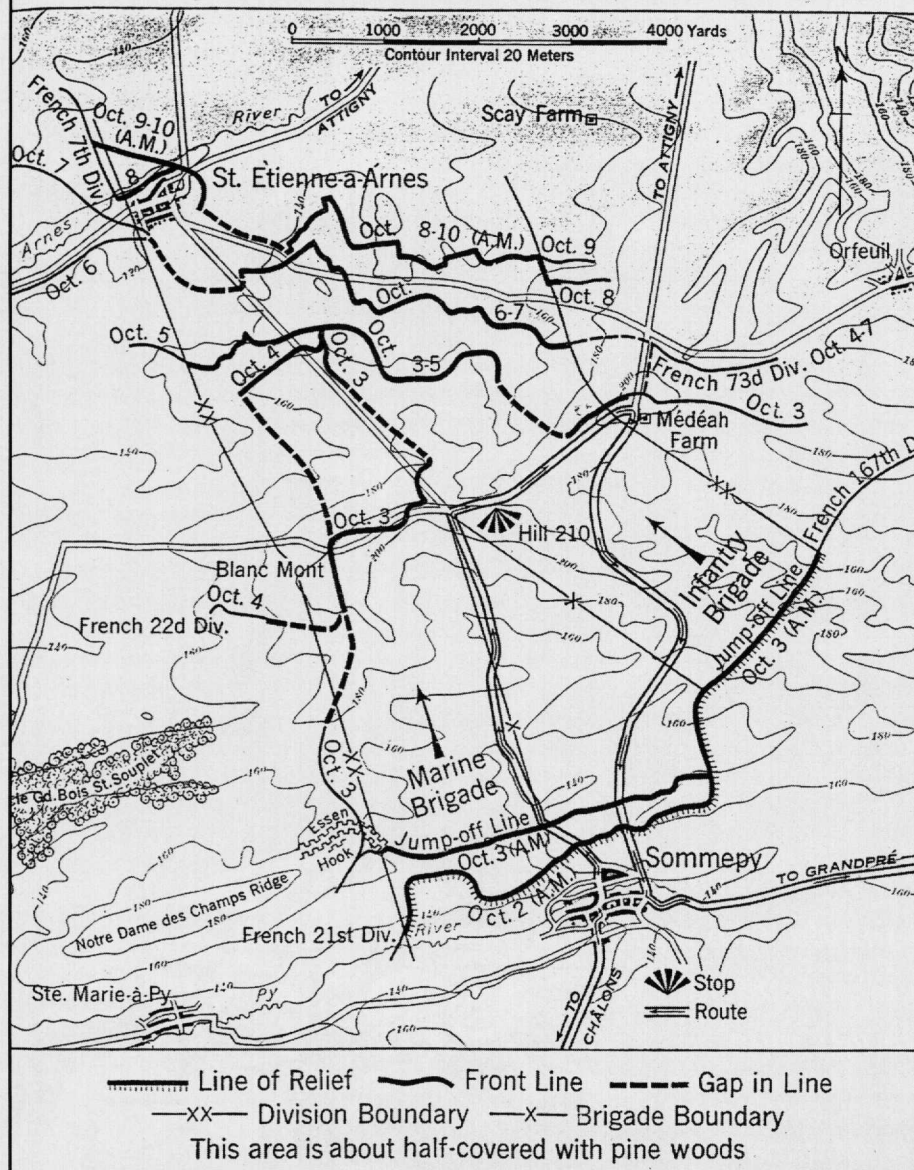 0 1000 2000 3000 4000 Yards
Contour Interval 20 Meters
N
French 7th Div.
Oct. 9-10
(A.M.)
River
TO
ATTIGNY
Scay Farm
TO ATTIGNY
Oct. 7
8
St. Ètienne-à-Arnes
Arnes
Oct. 6
Oct. 8-10 (A.M.)
Oct. 9
Oct. 8
Orfeuil
Oct. 6-7
Oct. 5
Oct. 4
Oct. 3
Oct. 3-5
French 73d Div. Oct. 4-7
Oct. 3
Médéah
Farm
French 167th D
Oct. 3
Hill 210
Blanc Mont
Infantry
Brigade
Jump-off Line
Oct. 3 (A.M.)
Oct. 4
French 22d Div.
Marine
Brigade
le Gd. Bois St. Souplet
Oct. 3
Essen
Hook
Jump-off Line
Oct. 3 (A.M)
Oct. 2 (A.M.)
Sommepy
TO GRANDPRÉ
Notre Dame des Champs Ridge
River
French 21st Div.
Ste. Marie-à-Py
Py
TO
CHÂLONS
Stop
Route
Line of Relief Front Line Gap in Line
XX Division Boundary X Brigade Boundary
This area is about half-covered with pine woods